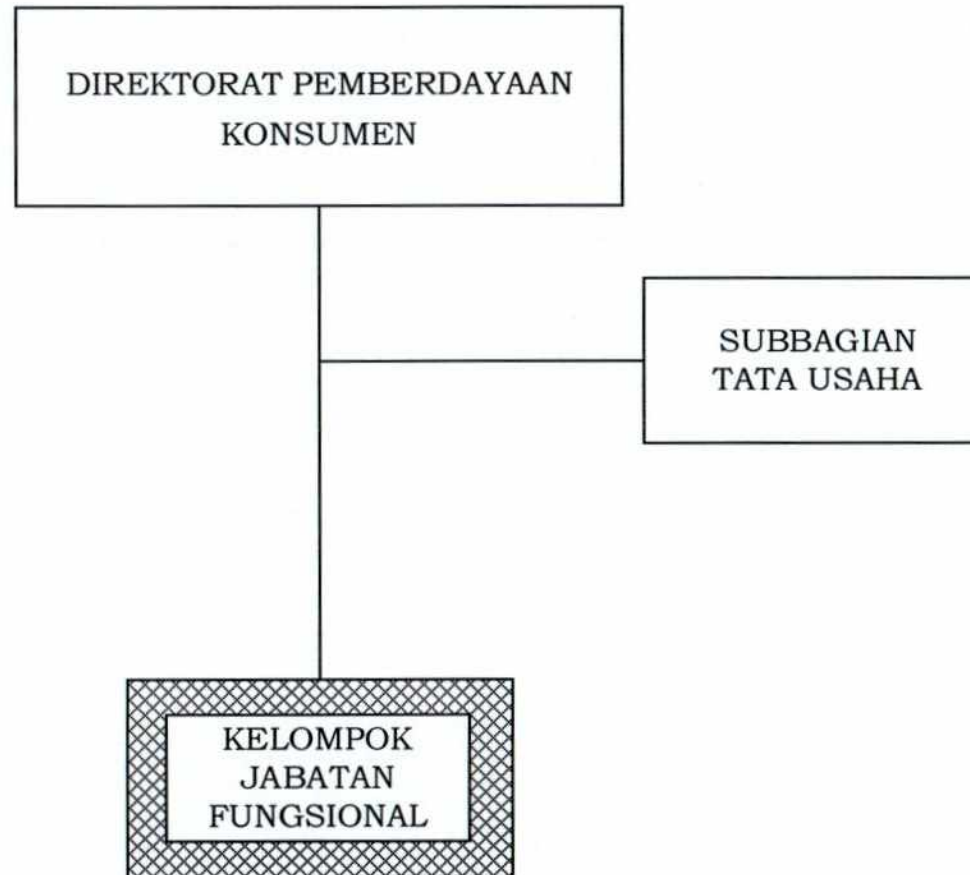 DIREKTORAT PEMBERDAYAAN
KONSUMEN
SUBBAGIAN
TATA USAHA
KELOMPOK
JABATAN
FUNGSIONAL